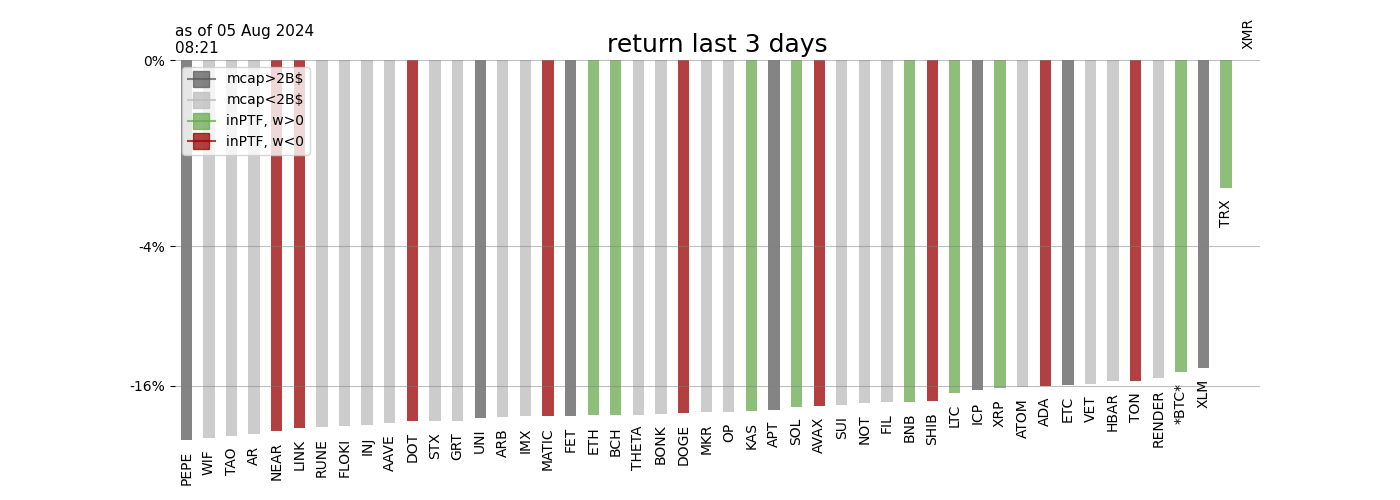 as of 05 Aug 2024
08:21
return last 3 days
XMR
0%
mcap>2B$
mcap<2B$
inPTF, w>0
inPTF, w<0
TRX
-4%
-16%
PEPE
WIF
TAO
AR
NEAR
LINK
RUNE
FLOKI
INJ
AAVE
DOT
STX
GRT
UNI
ARB
IMX
MATIC
FET
ETH
BCH
THETA
BONK
DOGE
MKR
OP
KAS
APT
SOL
AVAX
SUI
NOT
FIL
BNB
SHIB
LTC
ICP
XRP
ATOM
ADA
ETC
VET
HBAR
TON
RENDER
*BTC*
XLM